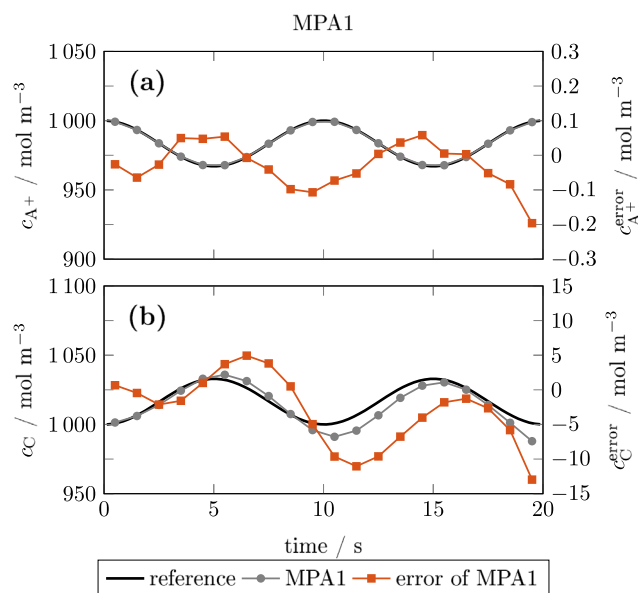 MPA1
1 050
1 000
950
900
c_A+ / mol m⁻³
(a)
0.3
0.2
0.1
0
−0.1
−0.2
−0.3
c_A+^error / mol m⁻³
1 100
1 050
1 000
950
c_C / mol m⁻³
(b)
15
10
5
0
−5
−10
−15
c_C^error / mol m⁻³
0 5 10 15 20
time / s
reference MPA1 error of MPA1